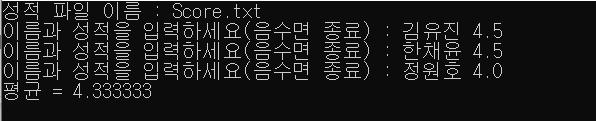 성적 파일 이름 : Score.txt
이름과 성적을 입력하세요(음수면 종료) : 김유진 4.5
이름과 성적을 입력하세요(음수면 종료) : 한채윤 4.5
이름과 성적을 입력하세요(음수면 종료) : 정원호 4.0
평균 = 4.333333